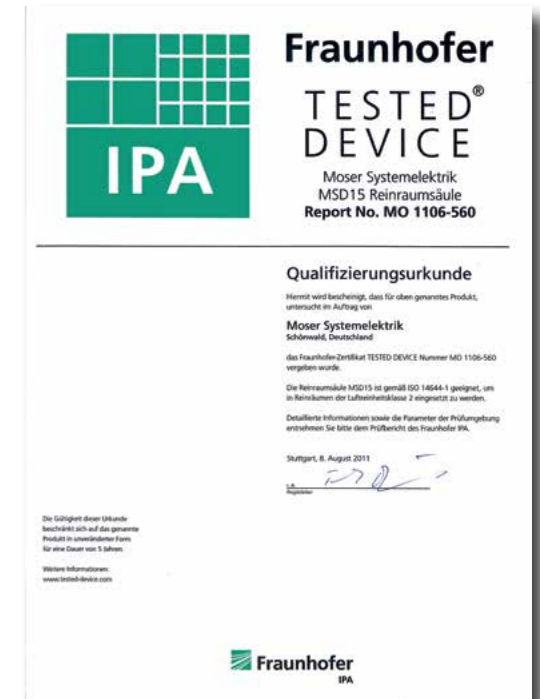 IPA
Fraunhofer
TESTED®
DEVICE
Moser Systemelektrik
MSD15 Reinraumsäule
Report No. MO 1106-560
Qualifizierungsurkunde
Hiermit wird bescheinigt, dass für oben genanntes Produkt,
untersucht im Auftrag von
Moser Systemelektrik
Schönwald, Deutschland
das Fraunhofer-Zertifikat TESTED DEVICE Nummer MO 1106-560
vergeben wurde.
Die Reinraumsäule MSD15 ist gemäß ISO 14644-1 geeignet, um
in Reinräumen der Luftreinheitsklasse 2 eingesetzt zu werden.
Detaillierte Informationen sowie die Parameter der Prüfumgebung
entnehmen Sie bitte dem Prüfbericht des Fraunhofer IPA.
Stuttgart, 8. August 2011
i.A.
Projektleiter
Die Gültigkeit dieser Urkunde
beschränkt sich auf das genannte
Produkt in unveränderter Form
für eine Dauer von 5 Jahren.
Weitere Informationen:
www.tested-device.com
Fraunhofer
IPA